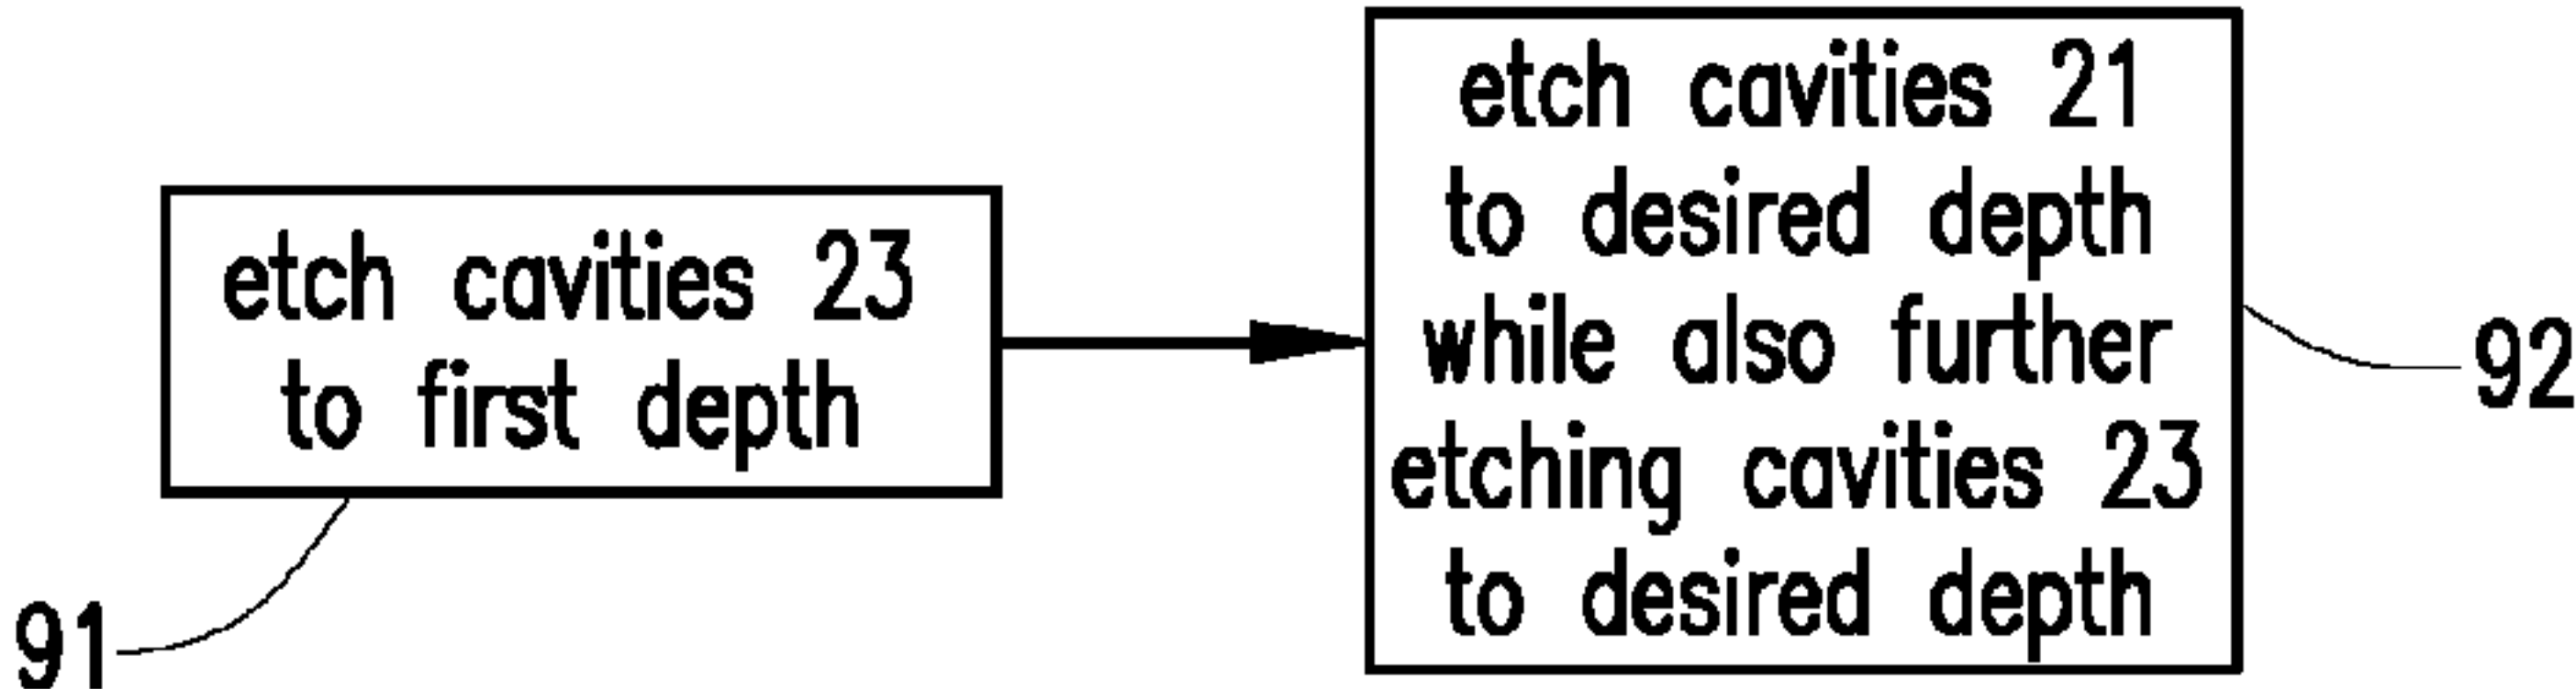 etch cavities 23
to first depth
91
etch cavities 21
to desired depth
while also further
etching cavities 23
to desired depth
92